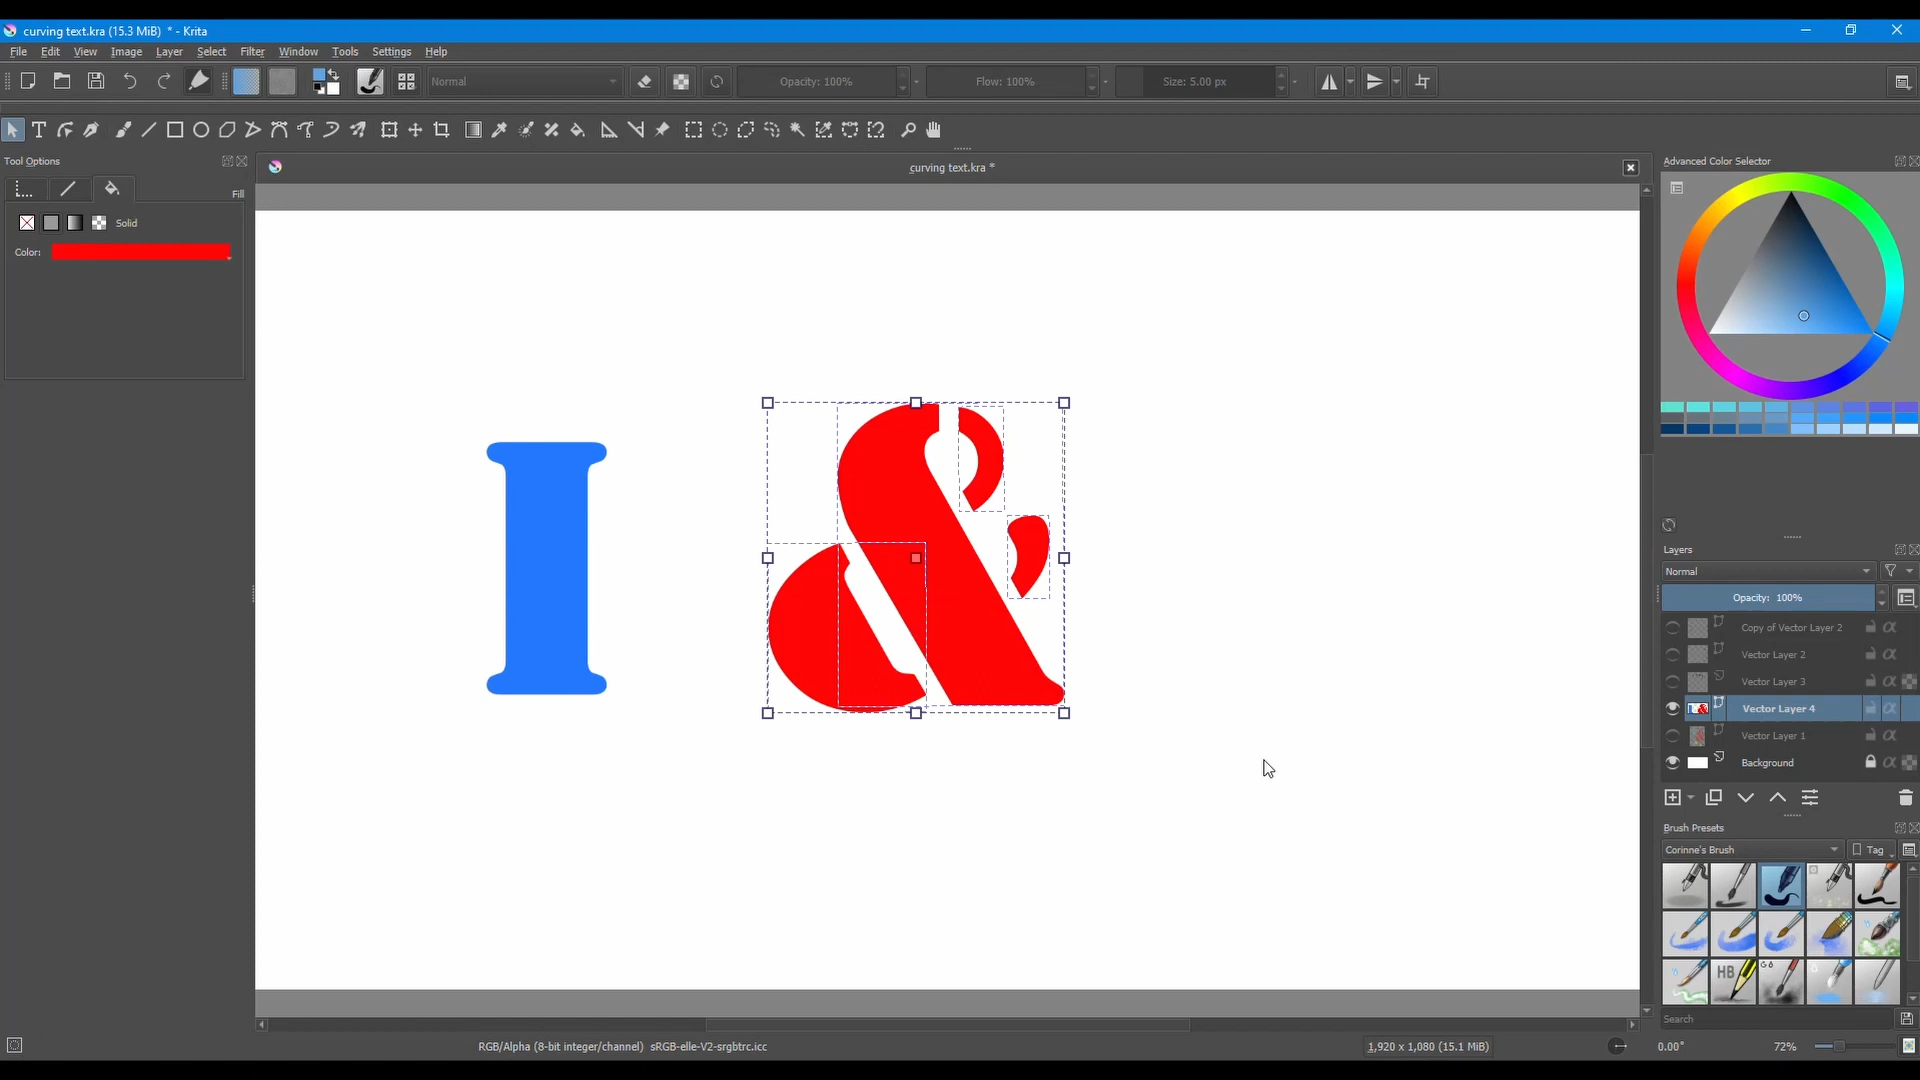 curving text.kra (15.3 MiB) * - Krita
File Edit View Image Layer Select Filter Tools Settings Window Help
Normal
Opacity: 100%
Flow: 100%
Size: 5.00 px
Tool Options
curving text.kra *
Advanced Color Selector
Fill
Solid
Color:
I &
Layers
Normal
Opacity: 100%
Copy of Vector Layer 2
Vector Layer 2
Vector Layer 3
Vector Layer 4
Vector Layer 1
Background
Brush Presets
Corinne's Brush
Tag
HB
Search
RGB/Alpha (8-bit integer/channel) sRGB-elle-V2-srgbtrc.icc
1,920 x 1,080 (15.1 MiB)
0.00°
72%